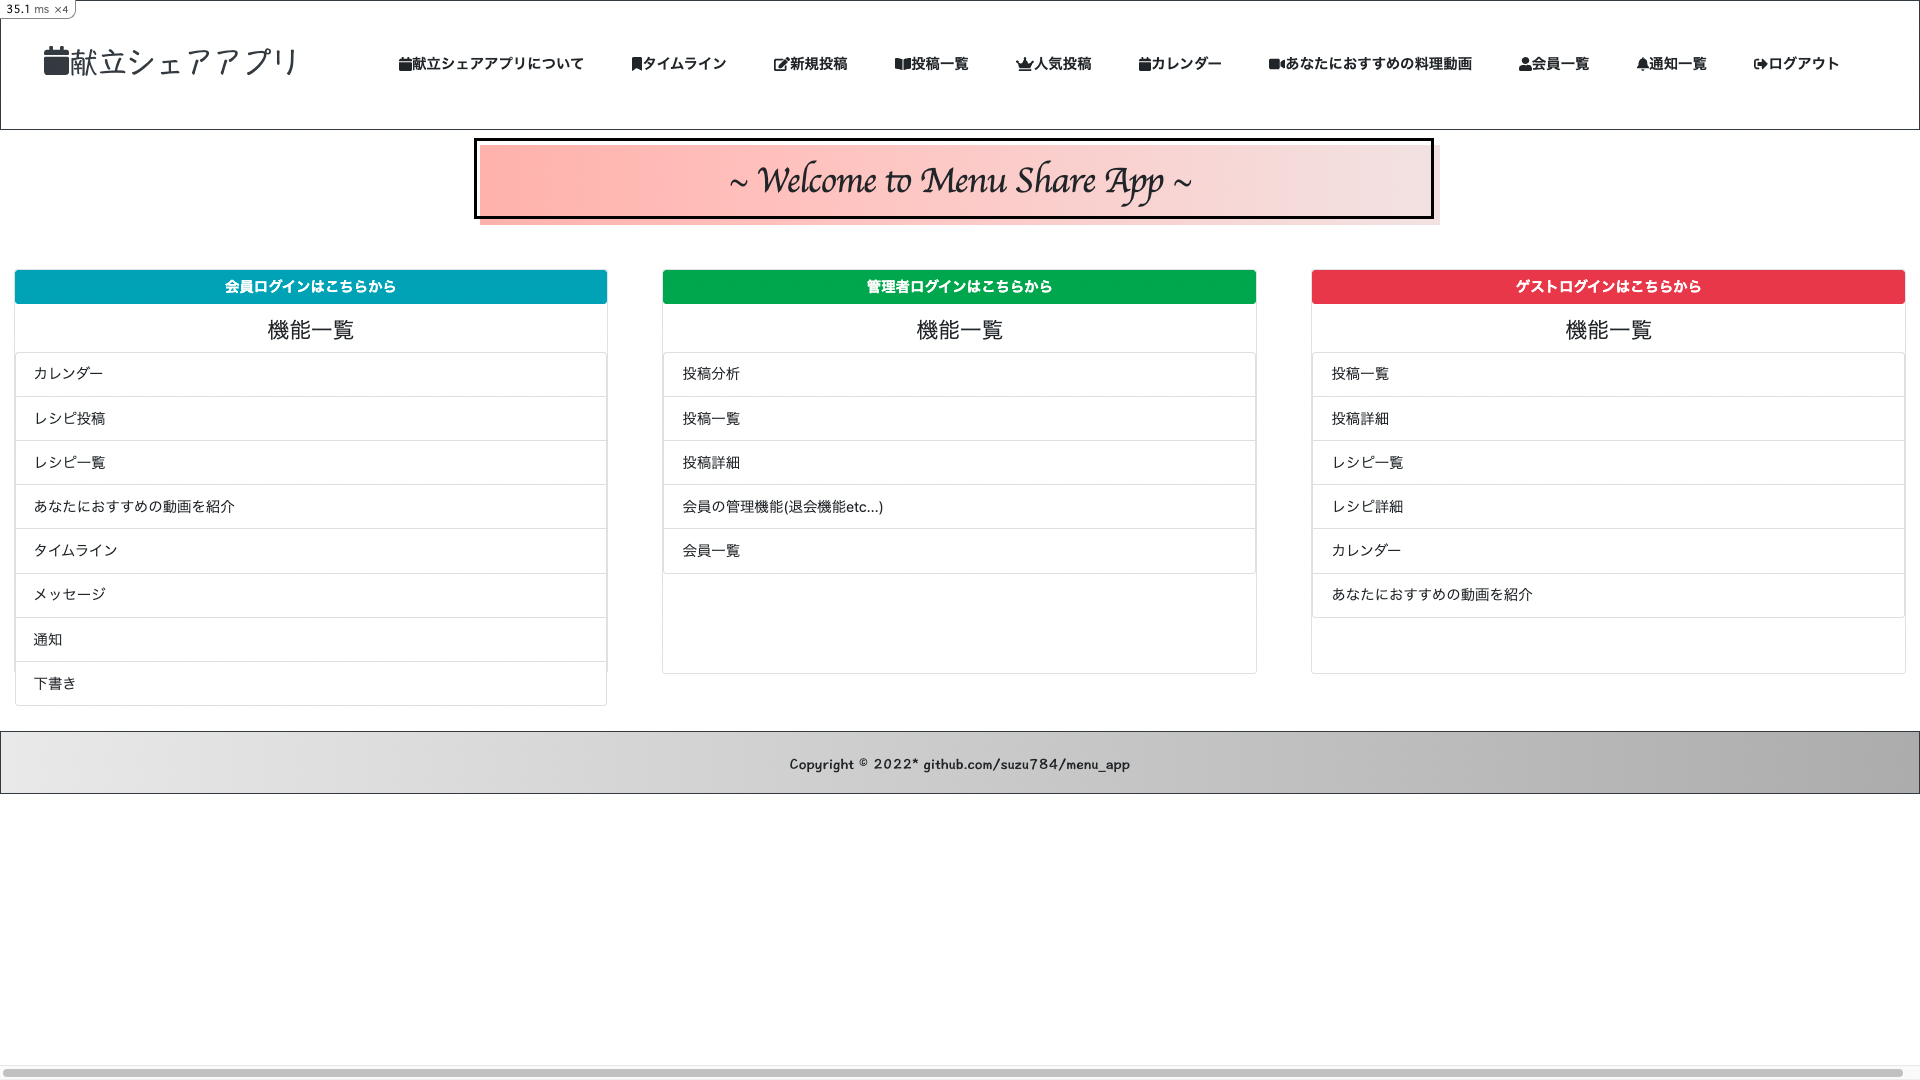 35.1 ms ×4
献立シェアアプリ
献立シェアアプリについて
タイムライン
新規投稿
投稿一覧
人気投稿
カレンダー
あなたにおすすめの料理動画
会員一覧
通知一覧
ログアウト
~ Welcome to Menu Share App ~
会員ログインはこちらから
機能一覧
カレンダー
レシピ投稿
レシピ一覧
あなたにおすすめの動画を紹介
タイムライン
メッセージ
通知
下書き
管理者ログインはこちらから
機能一覧
投稿分析
投稿一覧
投稿詳細
会員の管理機能(退会機能etc...)
会員一覧
ゲストログインはこちらから
機能一覧
投稿一覧
投稿詳細
レシピ一覧
レシピ詳細
カレンダー
あなたにおすすめの動画を紹介
Copyright © 2022* github.com/suzu784/menu_app